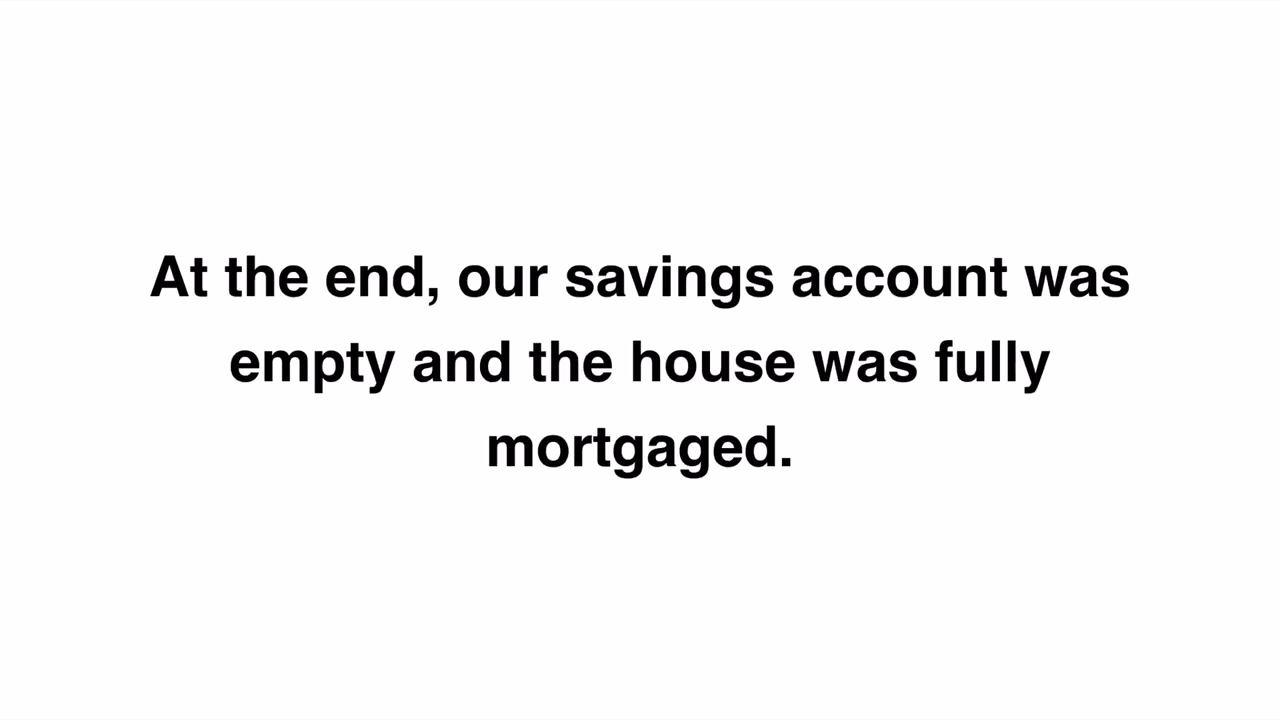 At the end, our savings account was
empty and the house was fully
mortgaged.